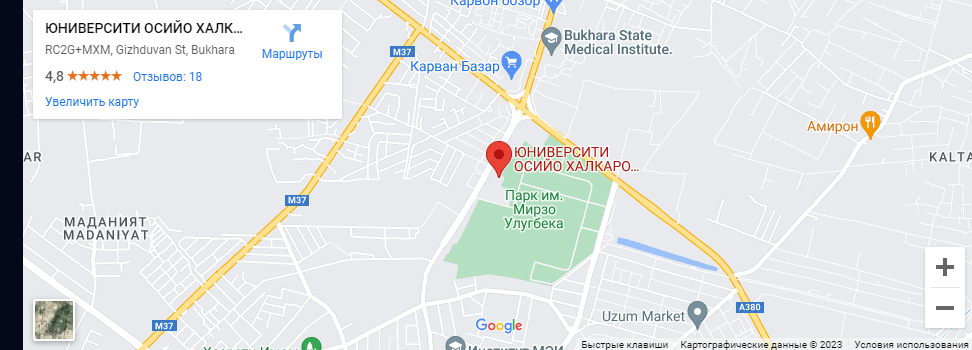 ЮНИВЕРСИТИ ОСИЙО ХАЛК...
RC2G+MXM, Gizhduvan St, Bukhara
Маршруты
4,8
Отзывов: 18
Увеличить карту
Карвон бозор
Bukhara State
Medical Institute.
M37
Карван Базар
Амирон
ЮНИВЕРСИТИ
ОСИЙО ХАЛКАРО...
KALTA
Парк им.
Мирзо
Улугбека
M37
МАДАНИЯТ
MADANIYAT
A380
Uzum Market
M37
Google
Быстрые клавиши
Картографические данные © 2023
Условия использования